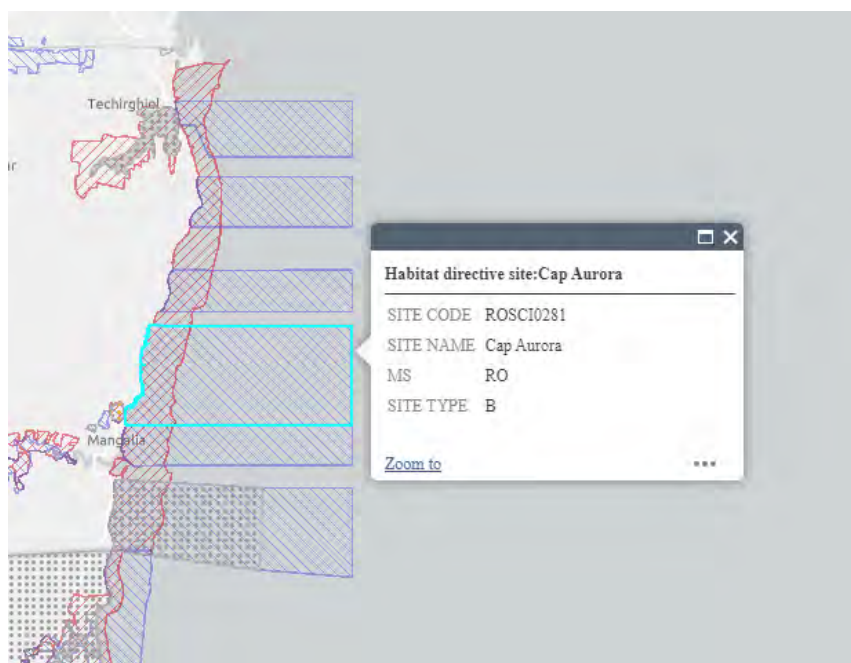 Techirghiol
ar
Habitat directive site:Cap Aurora
SITE CODE ROSCI0281
SITE NAME Cap Aurora
MS RO
SITE TYPE B
Mangalia
Zoom to